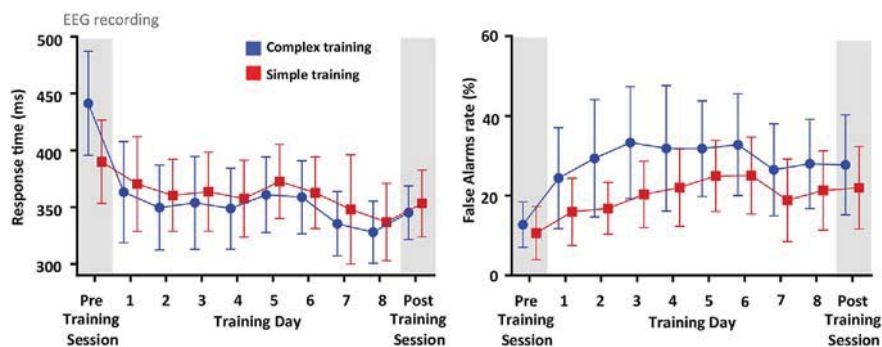 EEG recording
500
450
400
350
300
Response time (ms)
Complex training
Simple training
Pre
Training
Session
1 2 3 4 5 6 7 8
Training Day
Post
Training
Session
60
40
20
0
False Alarms rate (%)
Pre
Training
Session
1 2 3 4 5 6 7 8
Training Day
Post
Training
Session